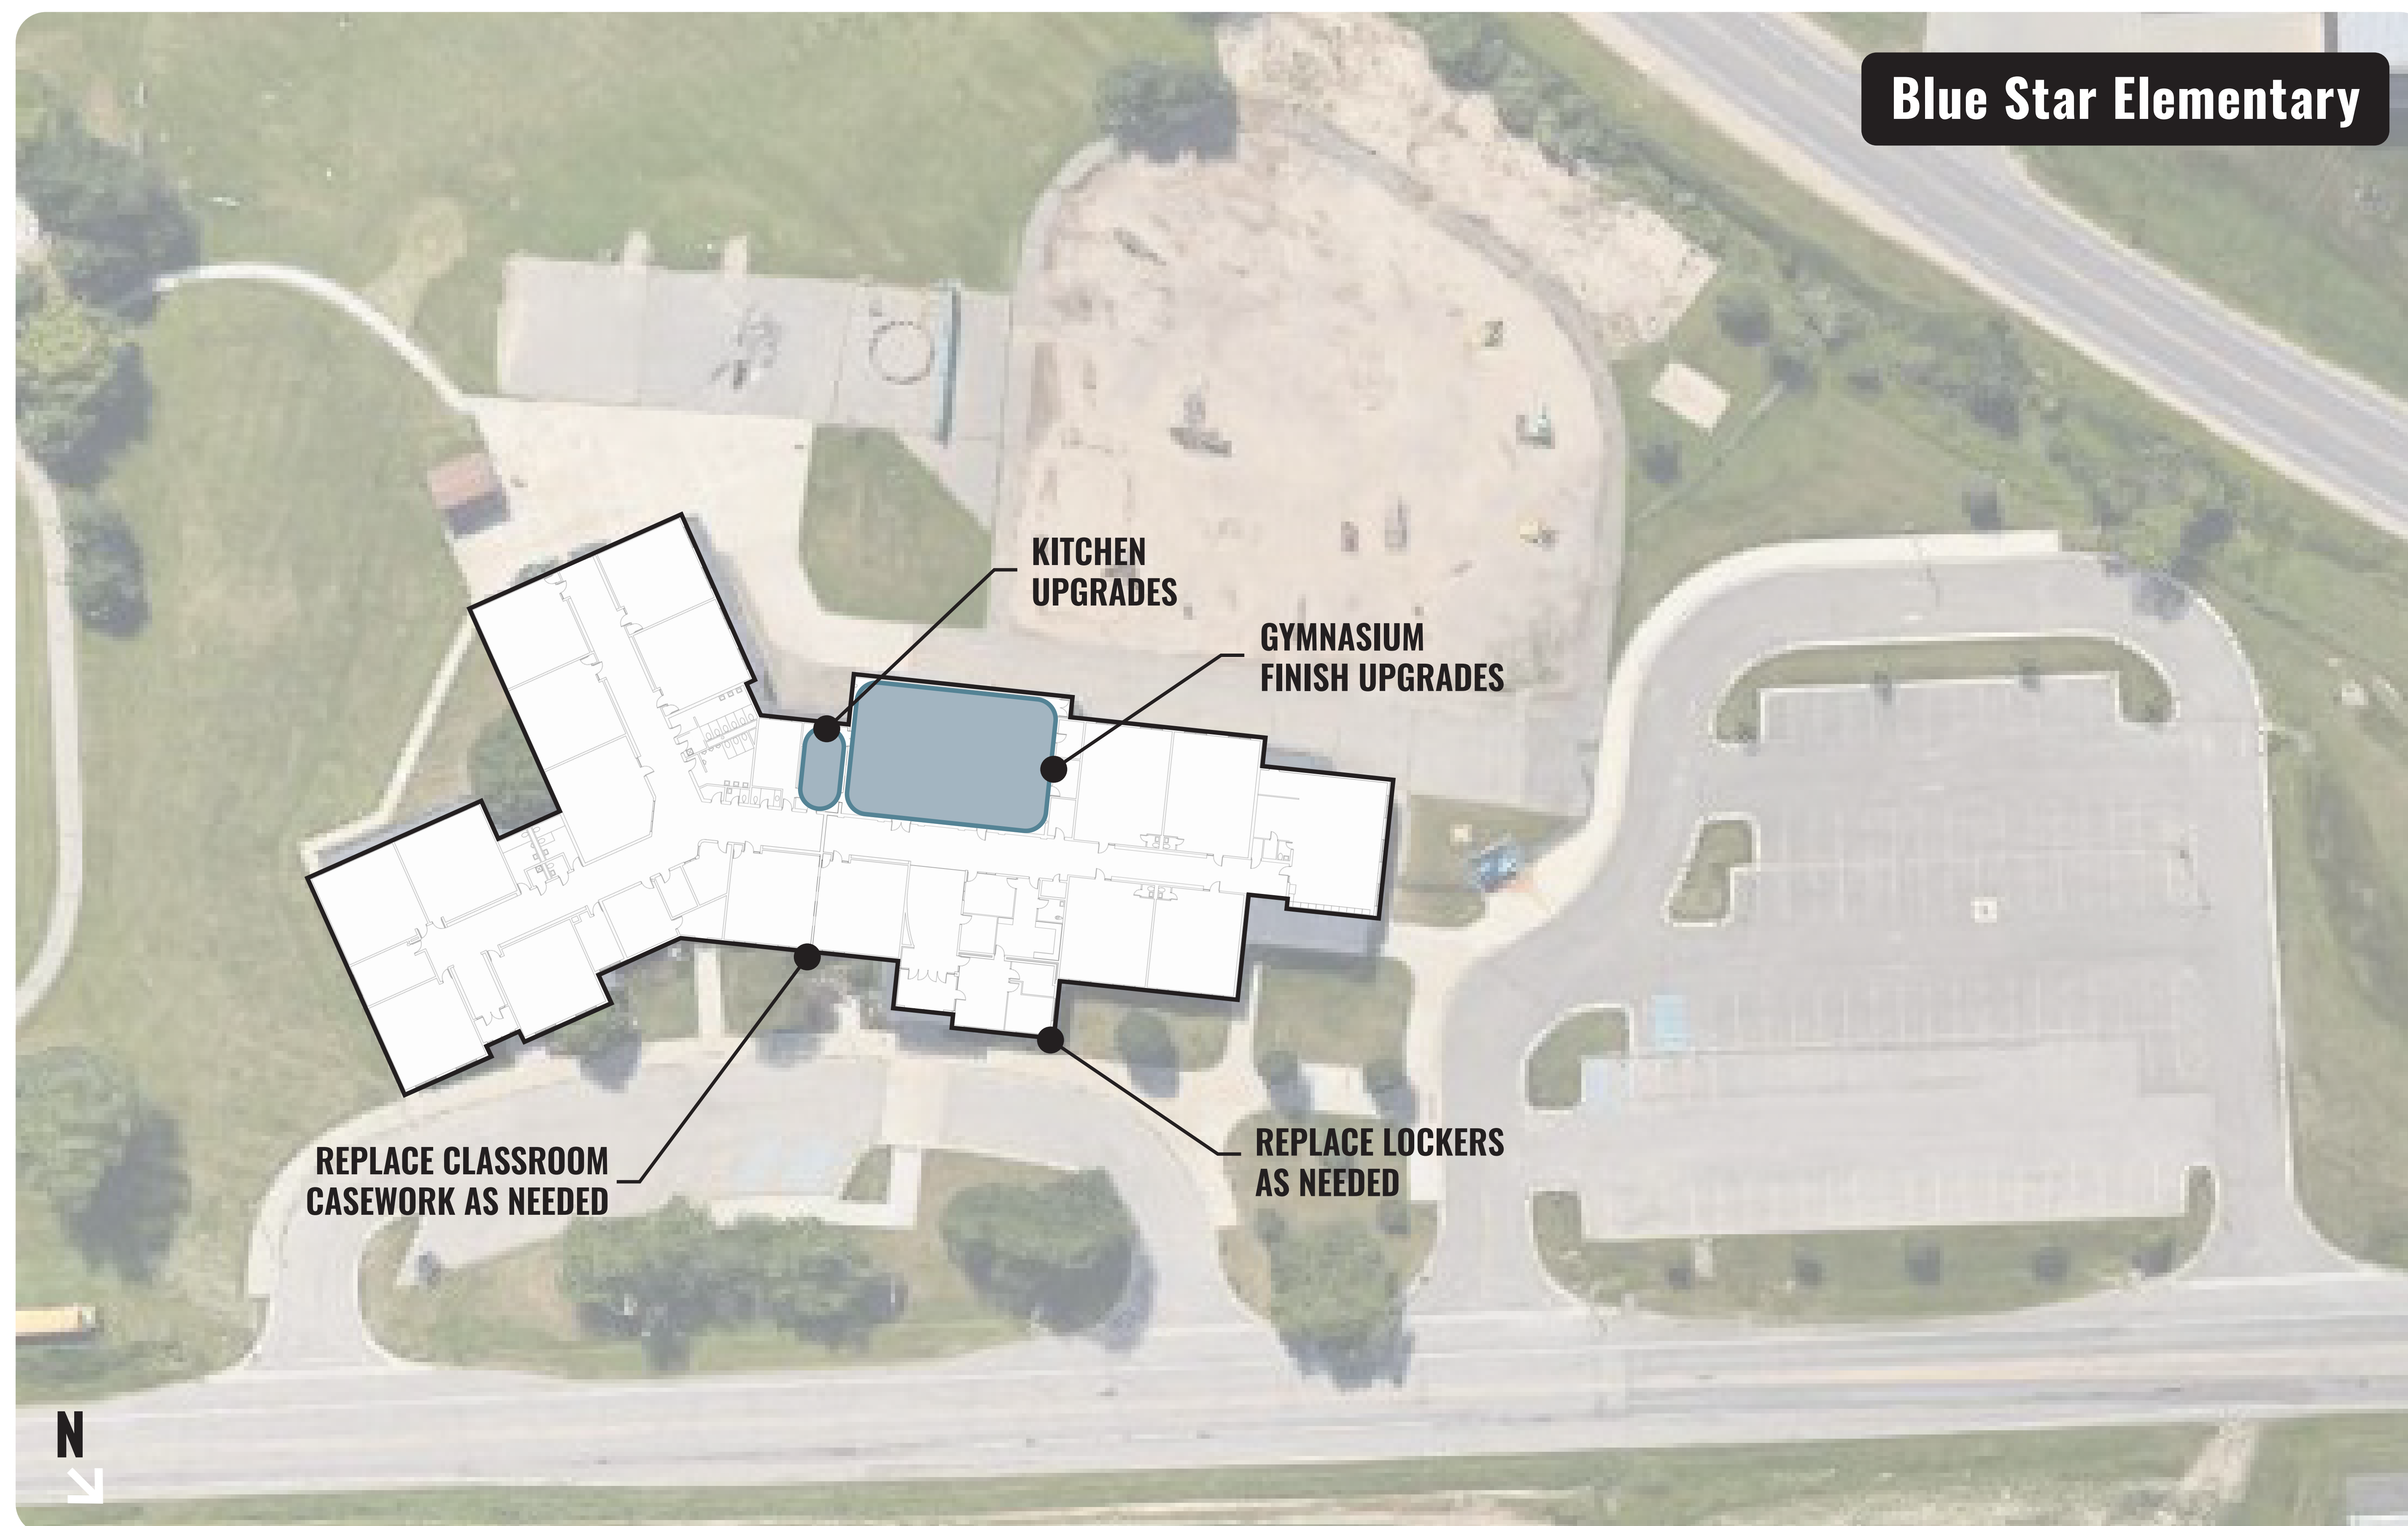 Blue Star Elementary
KITCHEN
UPGRADES
GYMNASIUM
FINISH UPGRADES
REPLACE CLASSROOM
CASEWORK AS NEEDED
REPLACE LOCKERS
AS NEEDED
N